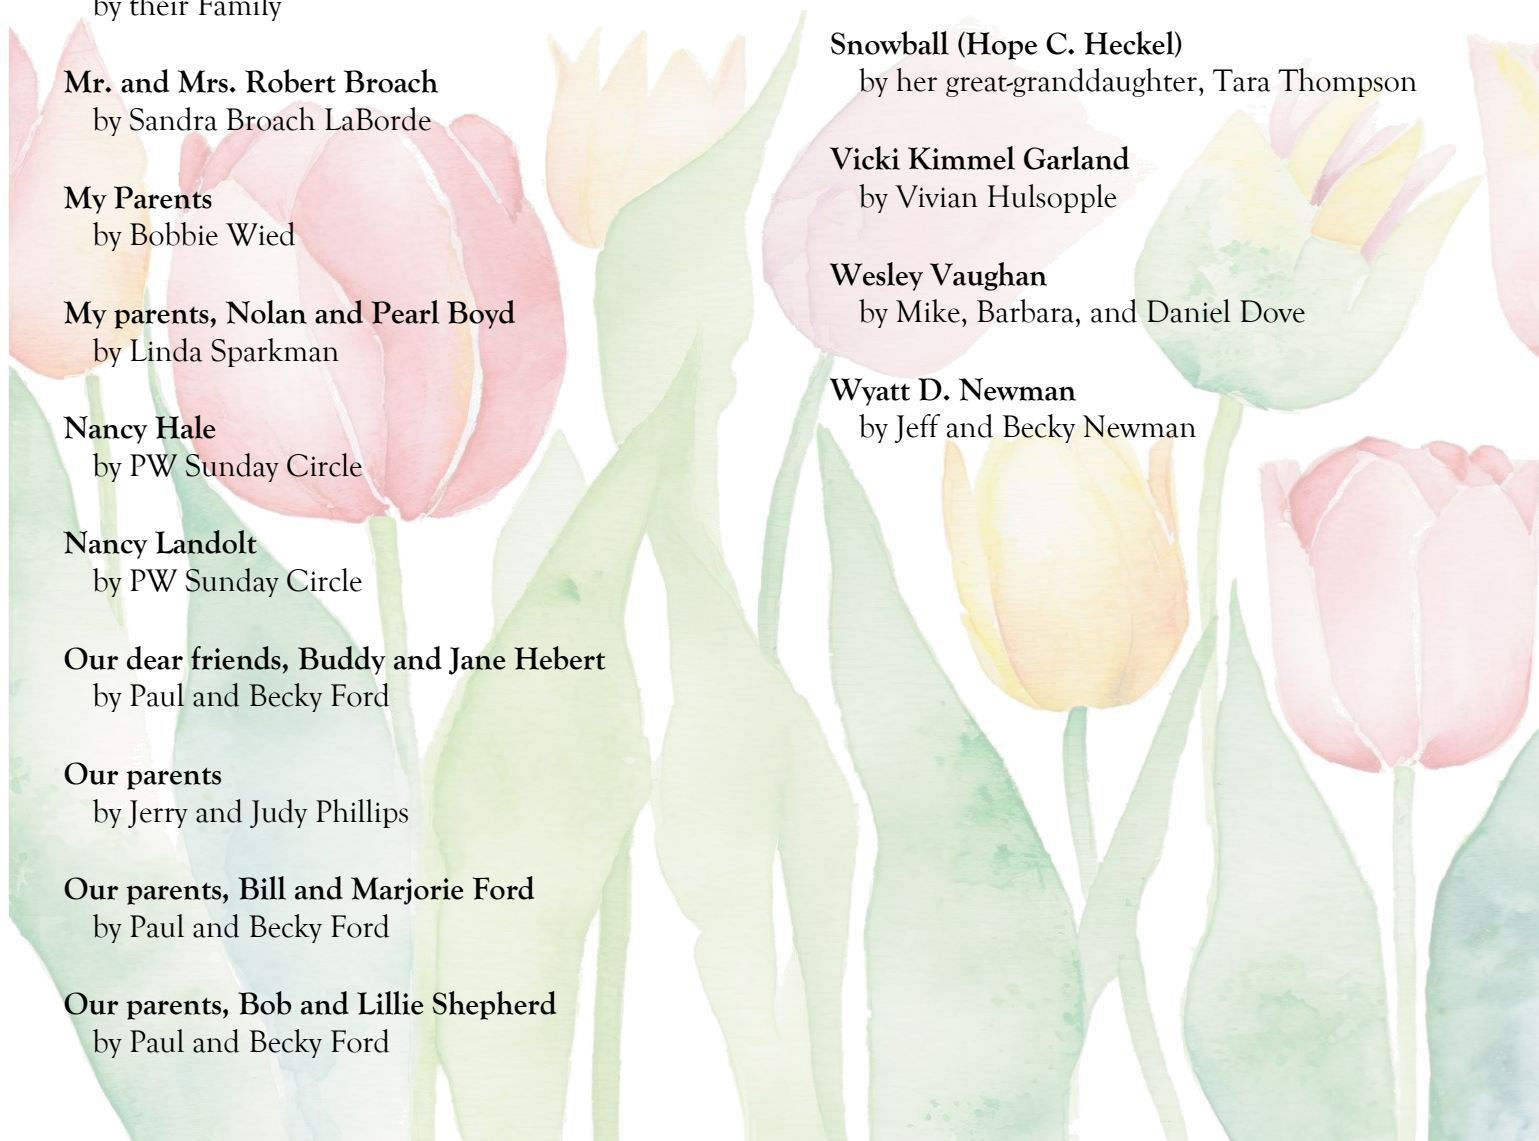 by their Family
Mr. and Mrs. Robert Broach
by Sandra Broach LaBorde
My Parents
by Bobbie Wied
My parents, Nolan and Pearl Boyd
by Linda Sparkman
Nancy Hale
by PW Sunday Circle
Nancy Landolt
by PW Sunday Circle
Our dear friends, Buddy and Jane Hebert
by Paul and Becky Ford
Our parents
by Jerry and Judy Phillips
Our parents, Bill and Marjorie Ford
by Paul and Becky Ford
Our parents, Bob and Lillie Shepherd
by Paul and Becky Ford
Snowball (Hope C. Heckel)
by her great-granddaughter, Tara Thompson
Vicki Kimmel Garland
by Vivian Hulsopple
Wesley Vaughan
by Mike, Barbara, and Daniel Dove
Wyatt D. Newman
by Jeff and Becky Newman